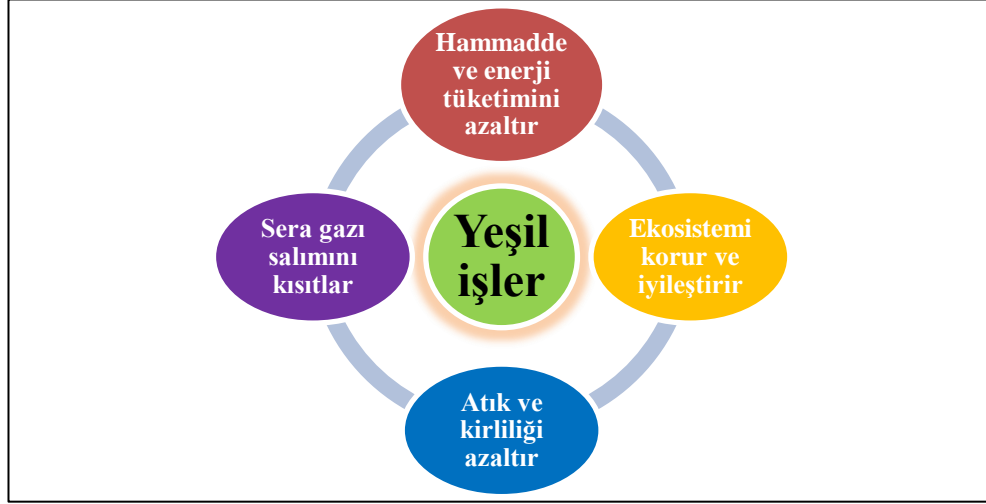 Hammadde
ve enerji
tüketimini
azaltır
Sera gazı
salımını
kısıtlar
Yeşil
işler
Ekosistemi
korur ve
iyileştirir
Atık ve
kirliliği
azaltır